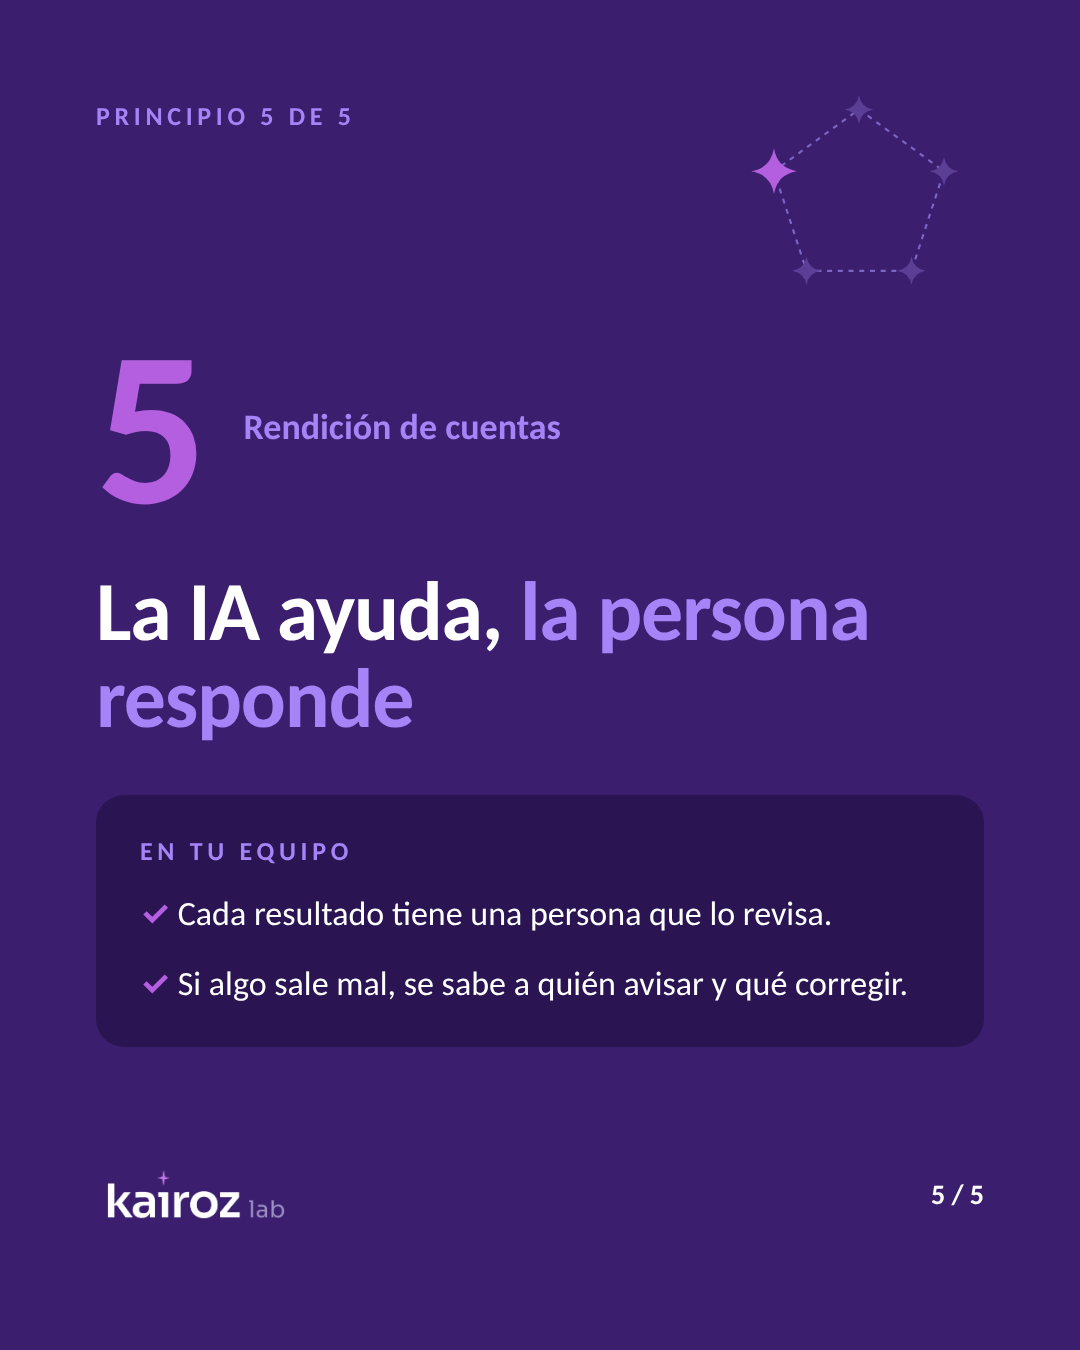 PRINCIPIO 5 DE 5
5
Rendición de cuentas
La IA ayuda, la persona
responde
EN TU EQUIPO
Cada resultado tiene una persona que lo revisa.
Si algo sale mal, se sabe a quién avisar y qué corregir.
kairoz lab
5 / 5